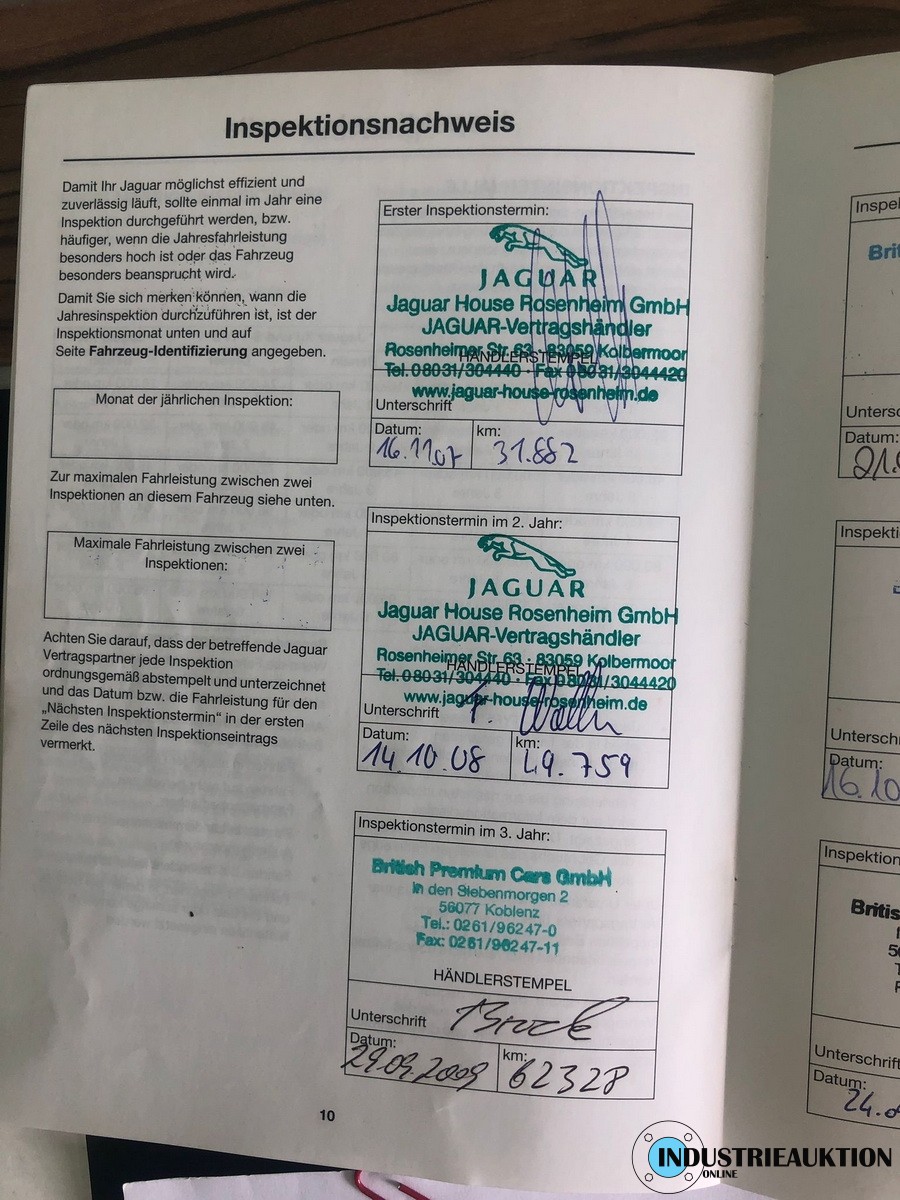 Inspektionsnachweis
Damit Ihr Jaguar möglichst effizient und
zuverlässig läuft, sollte einmal im Jahr eine
Inspektion durchgeführt werden, bzw.
häufiger, wenn die Jahresfahrleistung
besonders hoch ist oder das Fahrzeug
besonders beansprucht wird.
Damit Sie sich merken können, wann die
Jahresinspektion durchzuführen ist, ist der
Inspektionsmonat unten und auf
Seite Fahrzeug-Identifizierung angegeben.
Monat der jährlichen Inspektion:
Zur maximalen Fahrleistung zwischen zwei
Inspektionen an diesem Fahrzeug siehe unten.
Maximale Fahrleistung zwischen zwei
Inspektionen:
Achten Sie darauf, dass der betreffende Jaguar
Vertragspartner jede Inspektion
ordnungsgemäß abstempelt und unterzeichnet
und das Datum bzw. die Fahrleistung für den
„Nächsten Inspektionstermin“ in der ersten
Zeile des nächsten Inspektionseintrags
vermerkt.
Erster Inspektionstermin:
JAGUAR
Jaguar House Rosenheim GmbH
JAGUAR-Vertragshändler
Rosenheimer Str. 63 · 83059 Kolbermoor
HÄNDLERSTEMPEL
Tel. 08031/304440 · Fax 08031/3044420
www.jaguar-house-rosenheim.de
Unterschrift
Datum: km:
16.11.07 31.882
Inspektionstermin im 2. Jahr:
JAGUAR
Jaguar House Rosenheim GmbH
JAGUAR-Vertragshändler
Rosenheimer Str. 63 · 83059 Kolbermoor
HÄNDLERSTEMPEL
Tel. 08031/304440 · Fax 08031/3044420
www.jaguar-house-rosenheim.de
Unterschrift
Datum: km:
14.10.08 49.759
Inspektionstermin im 3. Jahr:
British Premium Cars GmbH
In den Siebenmorgen 2
56077 Koblenz
Tel.: 0261/96247-0
Fax: 0261/96247-11
HÄNDLERSTEMPEL
Unterschrift
Datum: km:
29.09.2009 62328
10
Inspe
Brit
Unters
Datum:
21.
Inspekti
Untersch
Datum:
16.10
Inspektion
Britis
Unterschrift
Datum:
24.
INDUSTRIEAUKTION
ONLINE